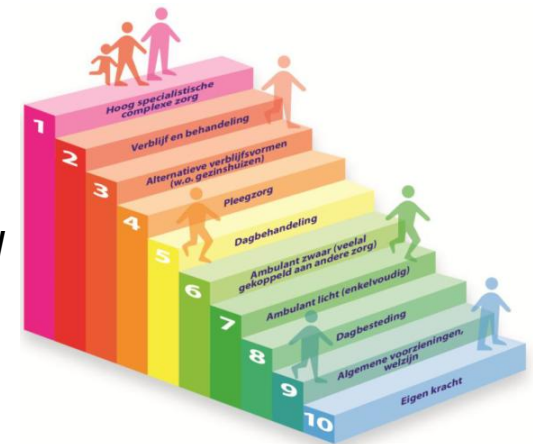 1
Hoog specialistische
complexe zorg
2
Verblijf en behandeling
3
Alternatieve verblijfsvormen
(w.o. gezinshuizen)
4
Pleegzorg
5
Dagbehandeling
6
Ambulant zwaar (veelal
gekoppeld aan andere zorg)
7
Ambulant licht (enkelvoudig)
8
Dagbesteding
9
Algemene voorzieningen,
welzijn
10
Eigen kracht